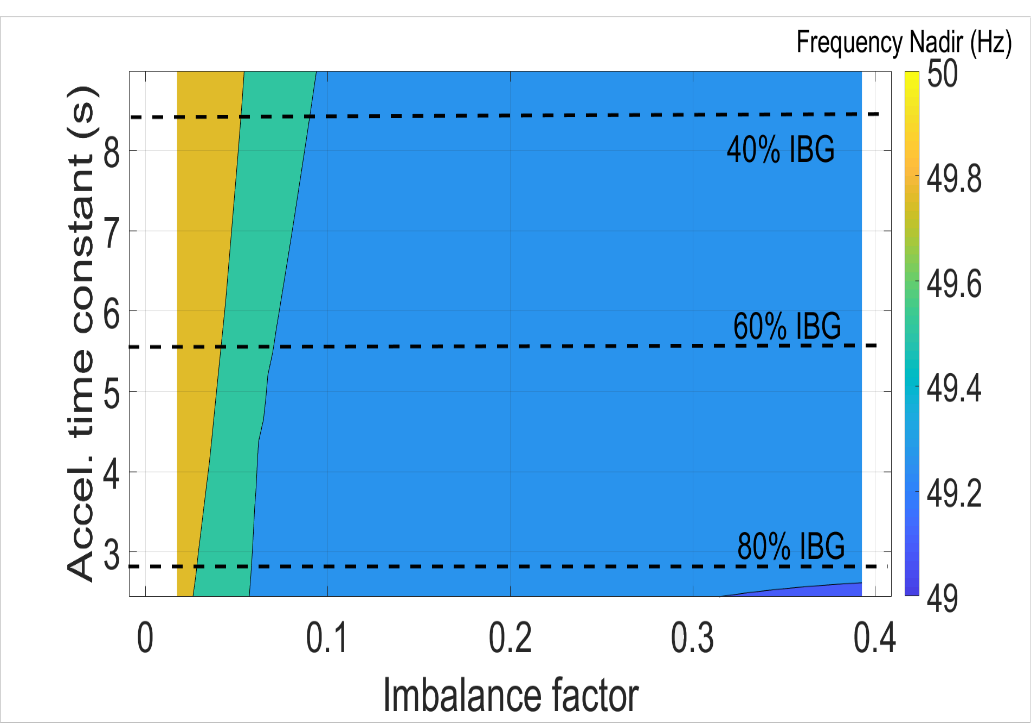 Frequency Nadir (Hz)
50
49.8
49.6
49.4
49.2
49
Accel. time constant (s)
8
7
6
5
4
3
40% IBG
60% IBG
80% IBG
0
0.1
0.2
0.3
0.4
Imbalance factor